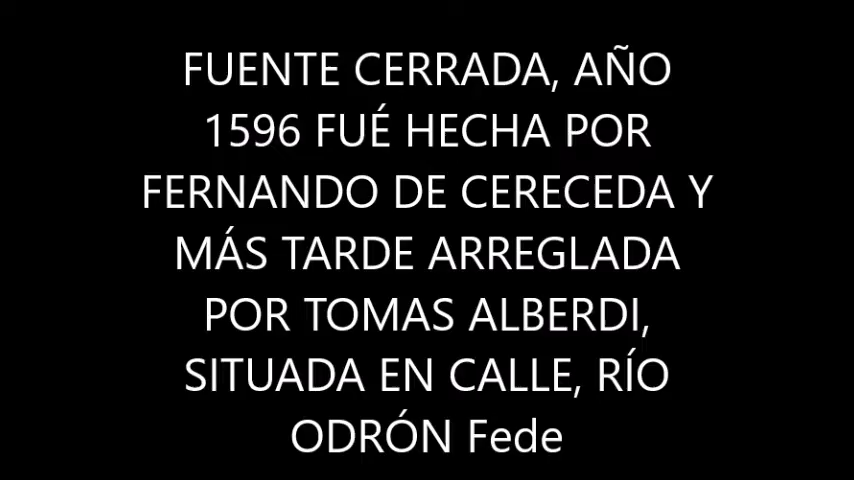 FUENTE CERRADA, AÑO
1596 FUÉ HECHA POR
FERNANDO DE CERECEDA Y
MÁS TARDE ARREGLADA
POR TOMAS ALBERDI,
SITUADA EN CALLE, RÍO
ODRÓN Fede